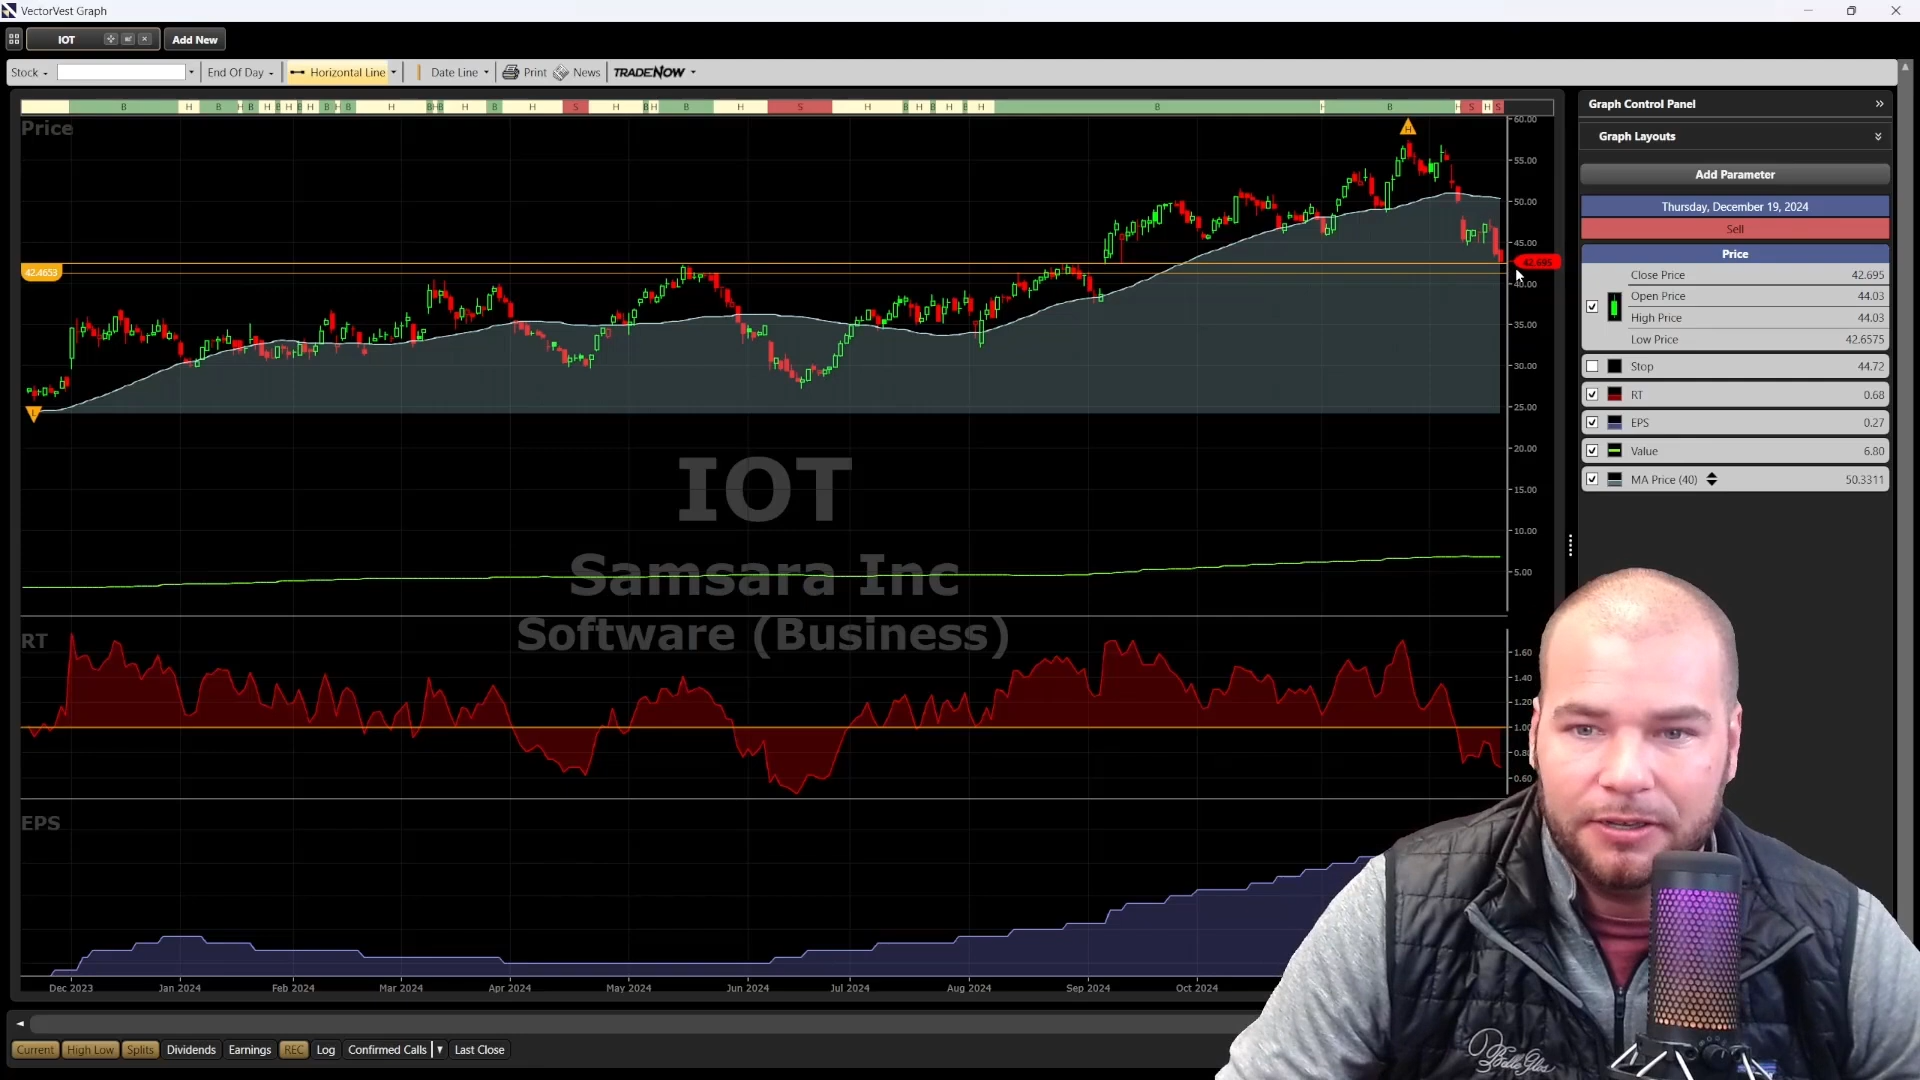 VectorVest Graph
IOT
Add New
Stock
End Of Day
Horizontal Line
Date Line
Print
News
TRADENOW
B H B H B H B H B H B H B H B H B H B H S H B H B H S H B H B H B H B H B H S H S
Price
60.00
55.00
50.00
45.00
42.695
42.4653
40.00
35.00
30.00
25.00
20.00
15.00
10.00
5.00
H
L
IOT
Samsara Inc
Software (Business)
RT
1.60
1.40
1.20
1.00
0.60
EPS
Dec 2023 Jan 2024 Feb 2024 Mar 2024 Apr 2024 May 2024 Jun 2024 Jul 2024 Aug 2024 Sep 2024 Oct 2024
Current
High Low
Splits
Dividends
Earnings
REC
Log
Confirmed Calls
Last Close
Graph Control Panel
Graph Layouts
Add Parameter
Thursday, December 19, 2024
Sell
Price
Close Price 42.695
Open Price 44.03
High Price 44.03
Low Price 42.6575
Stop 44.72
RT 0.68
EPS 0.27
Value 6.80
MA Price (40) 50.3311
Belle Glos